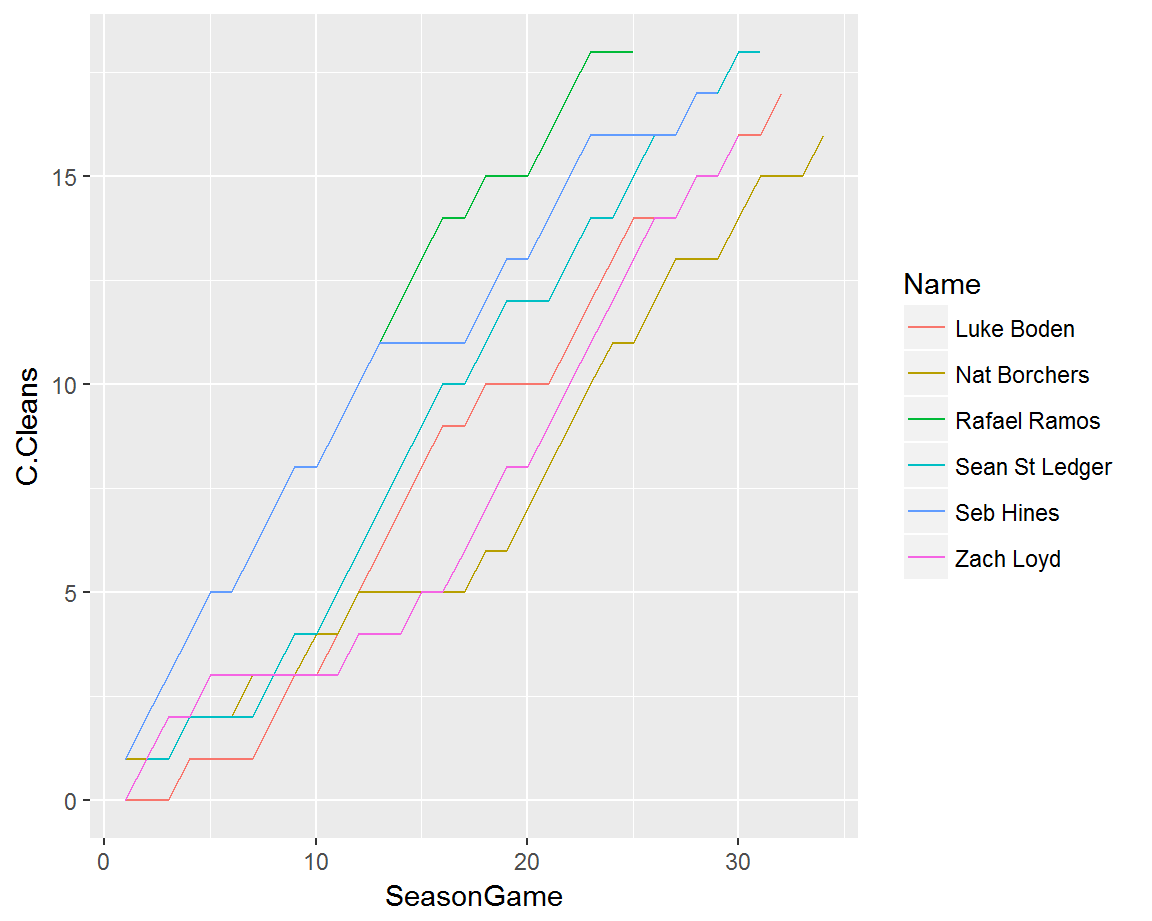 15
10
5
0
C.Cleans
0 10 20 30
SeasonGame
Name
Luke Boden
Nat Borchers
Rafael Ramos
Sean St Ledger
Seb Hines
Zach Loyd